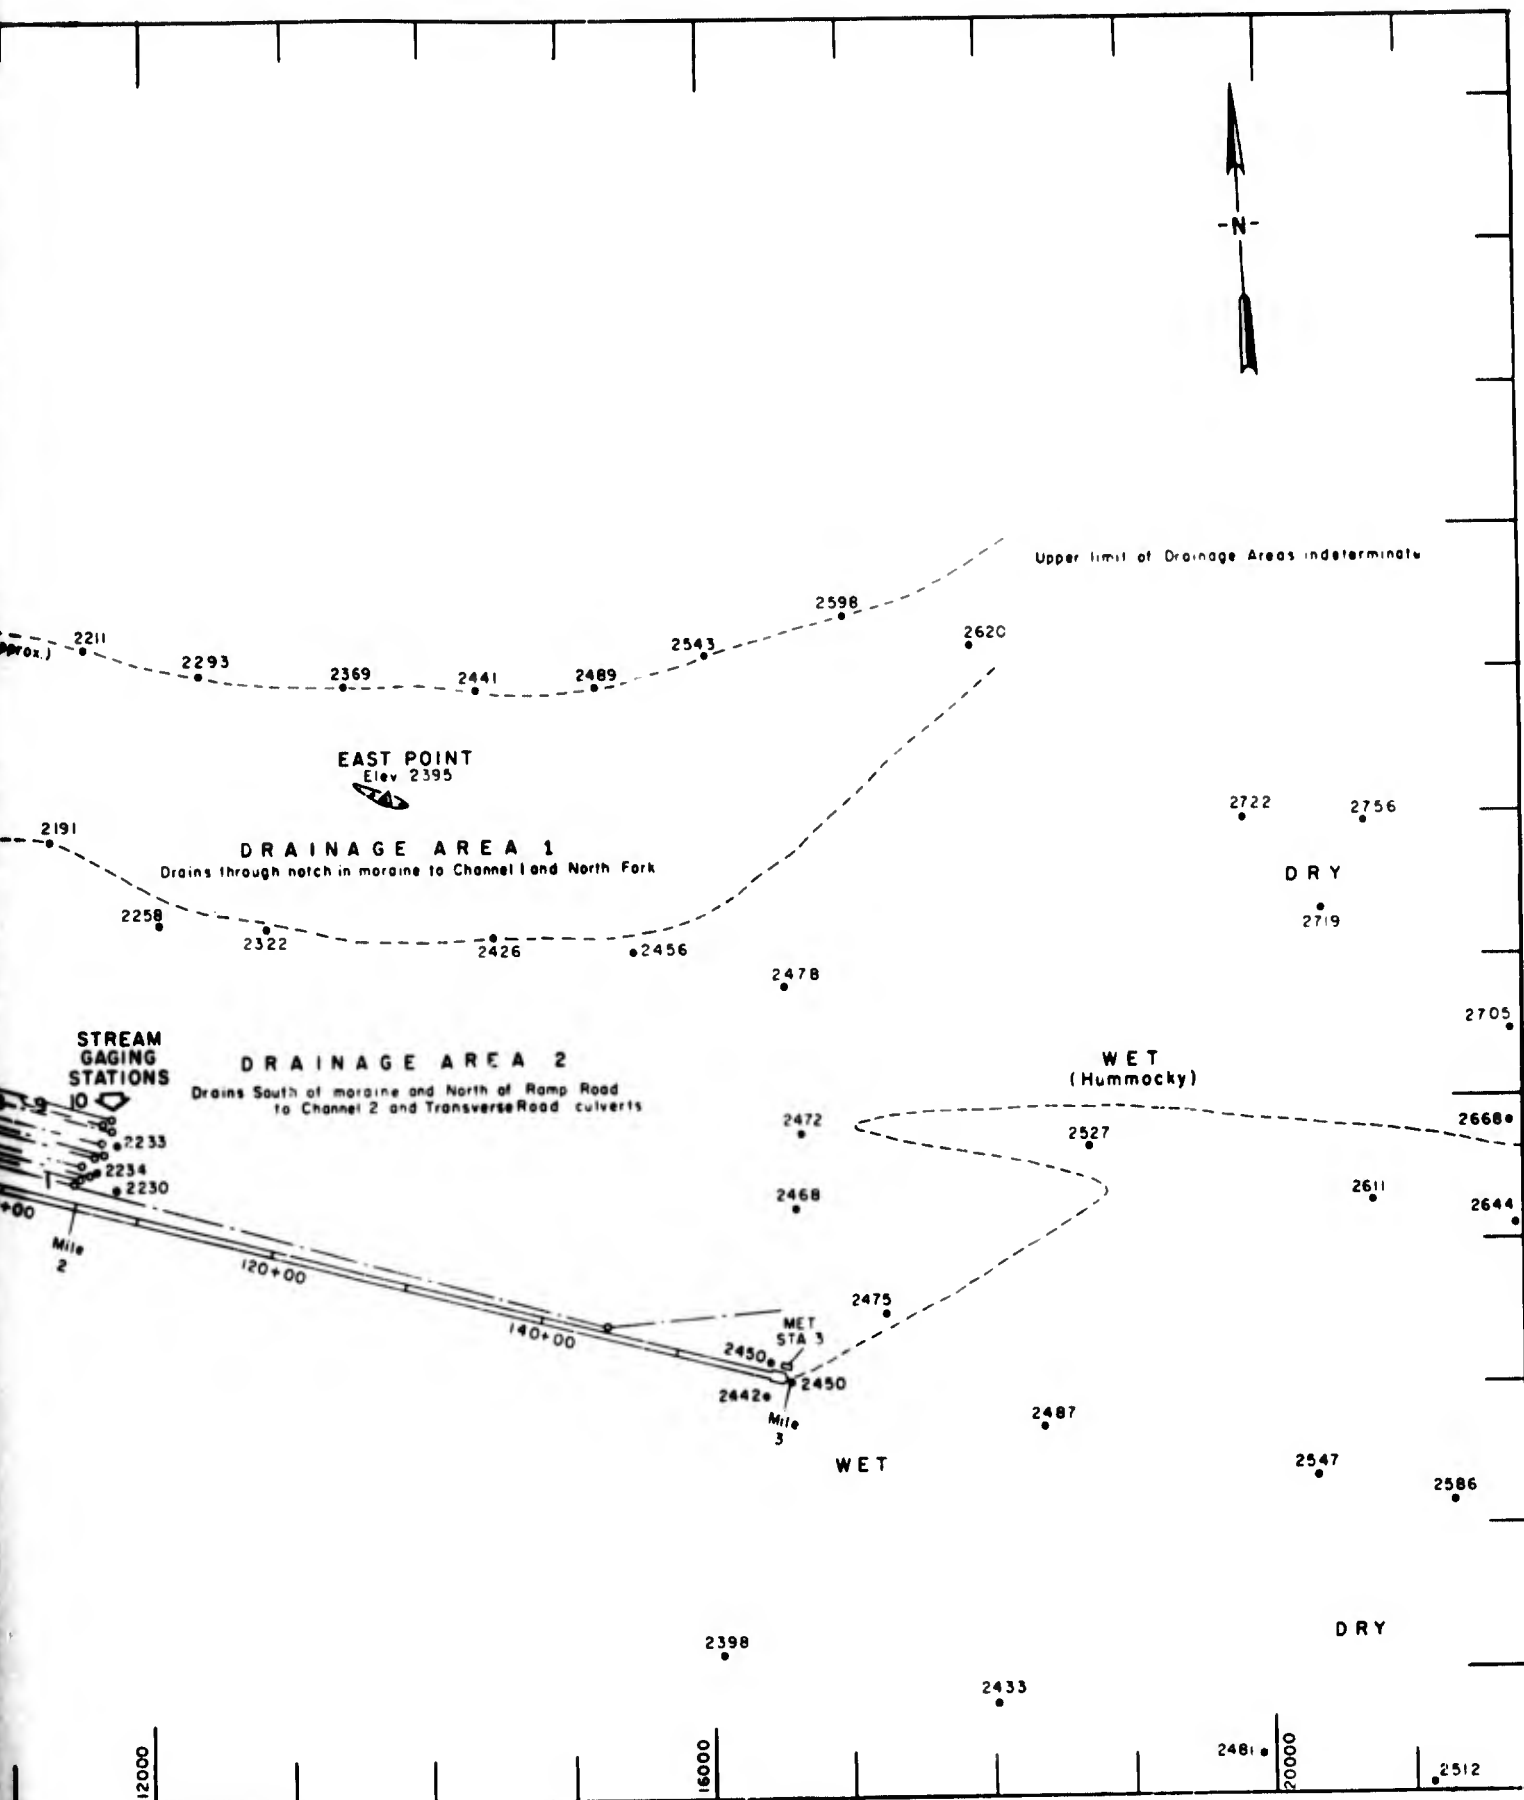 -N-
Upper limit of Drainage Areas indeterminate
2598
2620
2211
pprox.)
2543
2293
2369
2441
2489
EAST POINT
Elev 2395
2722
2756
2191
DRAINAGE AREA 1
Drains through notch in moraine to Channel 1 and North Fork
DRY
2719
2258
2322
2426
2456
2478
2705
STREAM
GAGING
STATIONS
DRAINAGE AREA 2
Drains South of moraine and North of Ramp Road
to Channel 2 and Transverse Road culverts
WET
(Hummocky)
9 10
2472
2668
2527
2233
2234
2230
1
2468
2611
2644
+00
Mile
2
120+00
2475
MET
STA 3
140+00
2450
2450
2442
Mile
3
2487
WET
2547
2586
DRY
2398
2433
2481
2512
12000
16000
20000